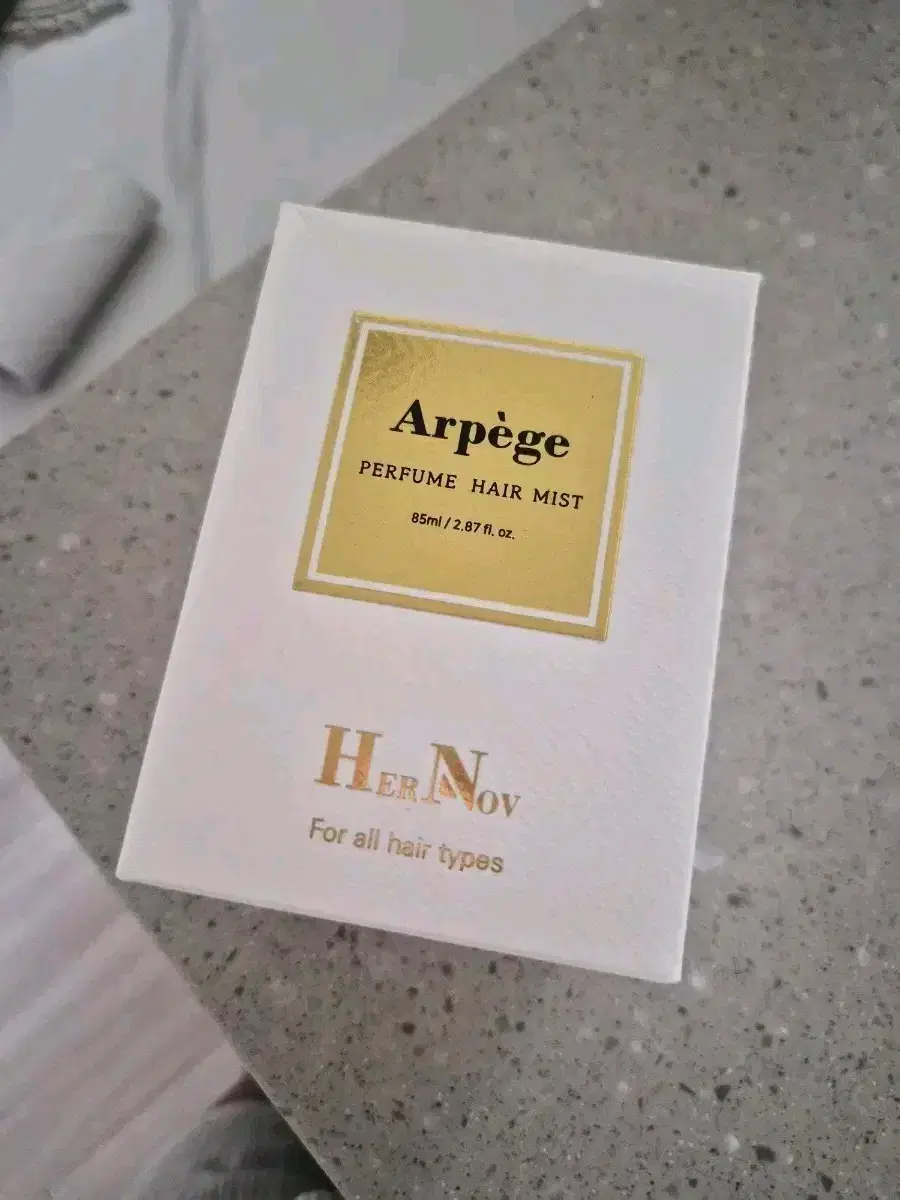 Arpège
PERFUME HAIR MIST
85ml / 2.87 fl. oz.
HERNOV
For all hair types